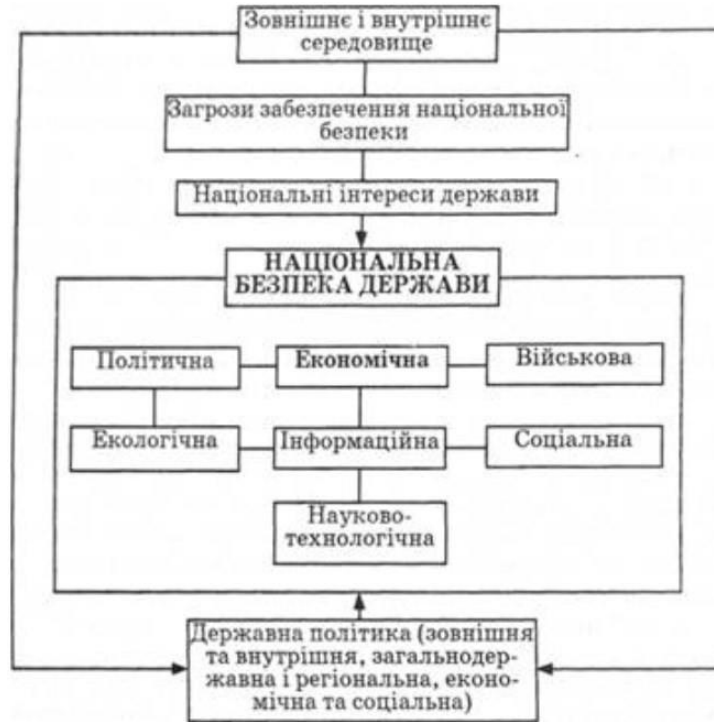 Зовнішнє і внутрішнє
середовище
Загрози забезпечення національної
безпеки
Національні інтереси держави
НАЦІОНАЛЬНА
БЕЗПЕКА ДЕРЖАВИ
Політична
Економічна
Військова
Екологічна
Інформаційна
Соціальна
Науково-
технологічна
Державна політика (зовнішня
та внутрішня, загальнодер-
жавна і регіональна, еконо-
мічна та соціальна)